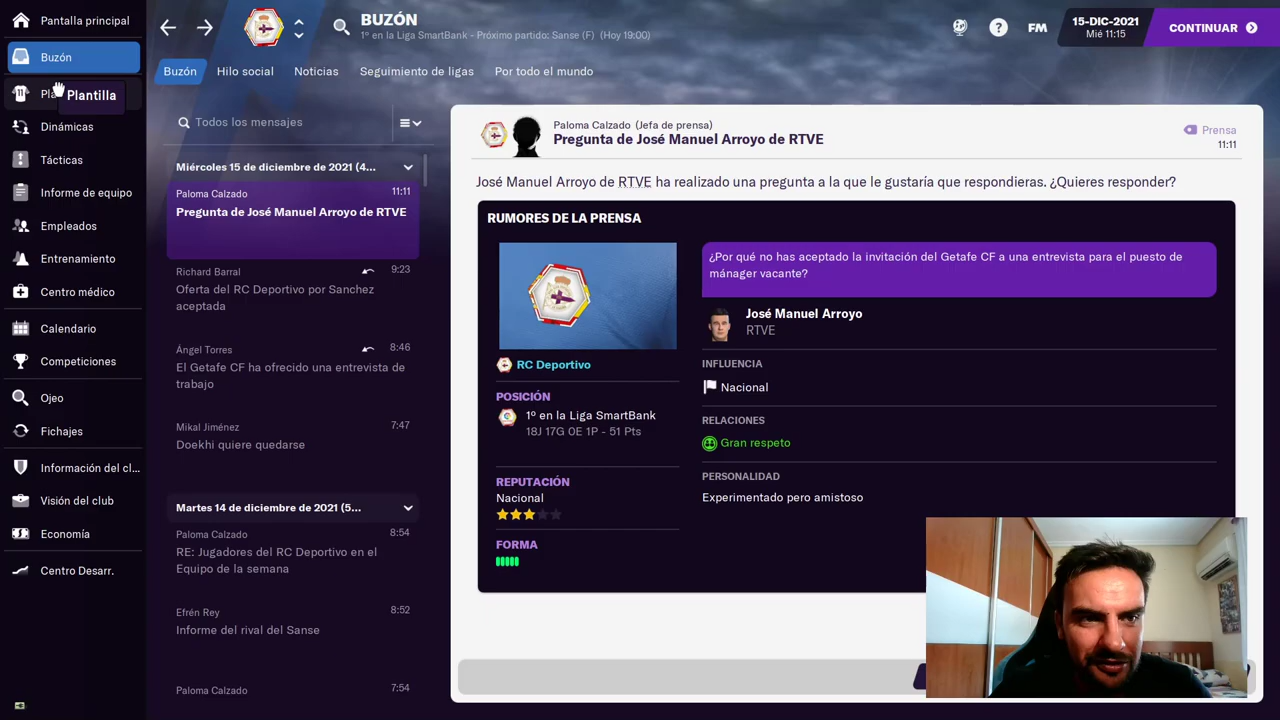 Pantalla principal
BUZÓN
1º en la Liga SmartBank - Próximo partido: Sanse (F) (Hoy 19:00)
FM
15-DIC-2021
Mié 11:15
CONTINUAR
Buzón
Buzón
Hilo social
Noticias
Seguimiento de ligas
Por todo el mundo
Plantilla
Dinámicas
Tácticas
Informe de equipo
Empleados
Entrenamiento
Centro médico
Calendario
Competiciones
Ojeo
Fichajes
Información del cl...
Visión del club
Economía
Centro Desarr.
Todos los mensajes
Miércoles 15 de diciembre de 2021 (4...
Paloma Calzado
11:11
Pregunta de José Manuel Arroyo de RTVE
Richard Barral
9:23
Oferta del RC Deportivo por Sanchez
aceptada
Ángel Torres
8:46
El Getafe CF ha ofrecido una entrevista de
trabajo
Mikal Jiménez
7:47
Doekhi quiere quedarse
Martes 14 de diciembre de 2021 (5...
Paloma Calzado
8:54
RE: Jugadores del RC Deportivo en el
Equipo de la semana
Efrén Rey
8:52
Informe del rival del Sanse
Paloma Calzado
7:54
Paloma Calzado (Jefa de prensa)
Pregunta de José Manuel Arroyo de RTVE
Prensa
11:11
José Manuel Arroyo de RTVE ha realizado una pregunta a la que le gustaría que respondieras. ¿Quieres responder?
RUMORES DE LA PRENSA
RC Deportivo
POSICIÓN
1º en la Liga SmartBank
18J 17G 0E 1P - 51 Pts
REPUTACIÓN
Nacional
FORMA
¿Por qué no has aceptado la invitación del Getafe CF a una entrevista para el puesto de
mánager vacante?
José Manuel Arroyo
RTVE
INFLUENCIA
Nacional
RELACIONES
Gran respeto
PERSONALIDAD
Experimentado pero amistoso